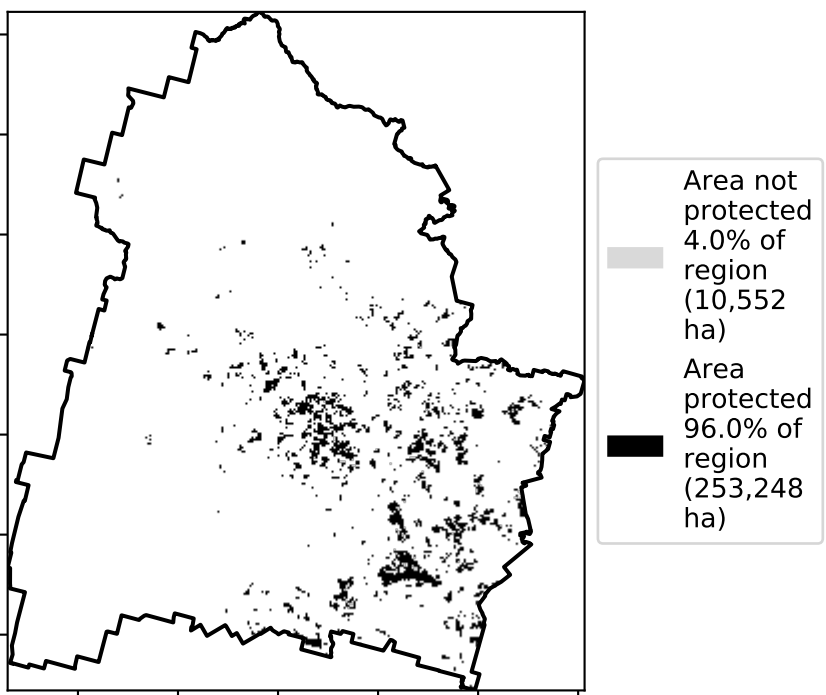 Area not
protected
4.0% of
region
(10,552
ha)
Area
protected
96.0% of
region
(253,248
ha)